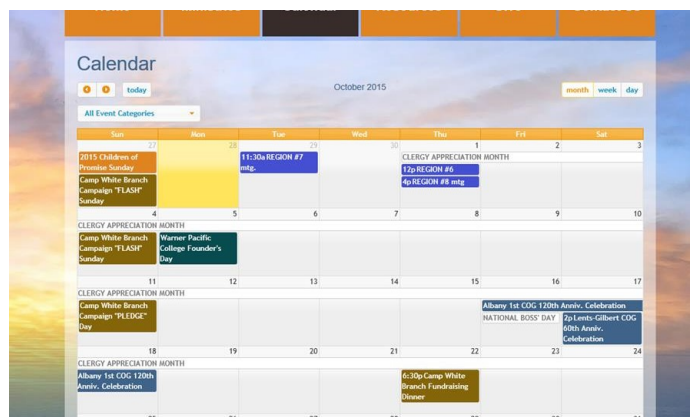 Calendar
today
October 2015
month week day
All Event Categories
Sun Mon Tue Wed Thu Fri Sat
27 28 29 30 1 2 3
2015 Children of
Promise Sunday
Camp White Branch
Campaign "FLASH"
Sunday
11:30a REGION #7
mtg.
CLERGY APPRECIATION MONTH
12p REGION #6
4p REGION #8 mtg
4 5 6 7 8 9 10
CLERGY APPRECIATION MONTH
Camp White Branch
Campaign "FLASH"
Sunday
Warner Pacific
College Founder's
Day
11 12 13 14 15 16 17
CLERGY APPRECIATION MONTH
Camp White Branch
Campaign "PLEDGE"
Day
Albany 1st COG 120th Anniv. Celebration
NATIONAL BOSS' DAY
2p Lents-Gilbert COG
60th Anniv.
Celebration
18 19 20 21 22 23 24
CLERGY APPRECIATION MONTH
Albany 1st COG 120th
Anniv. Celebration
6:30p Camp White
Branch Fundraising
Dinner